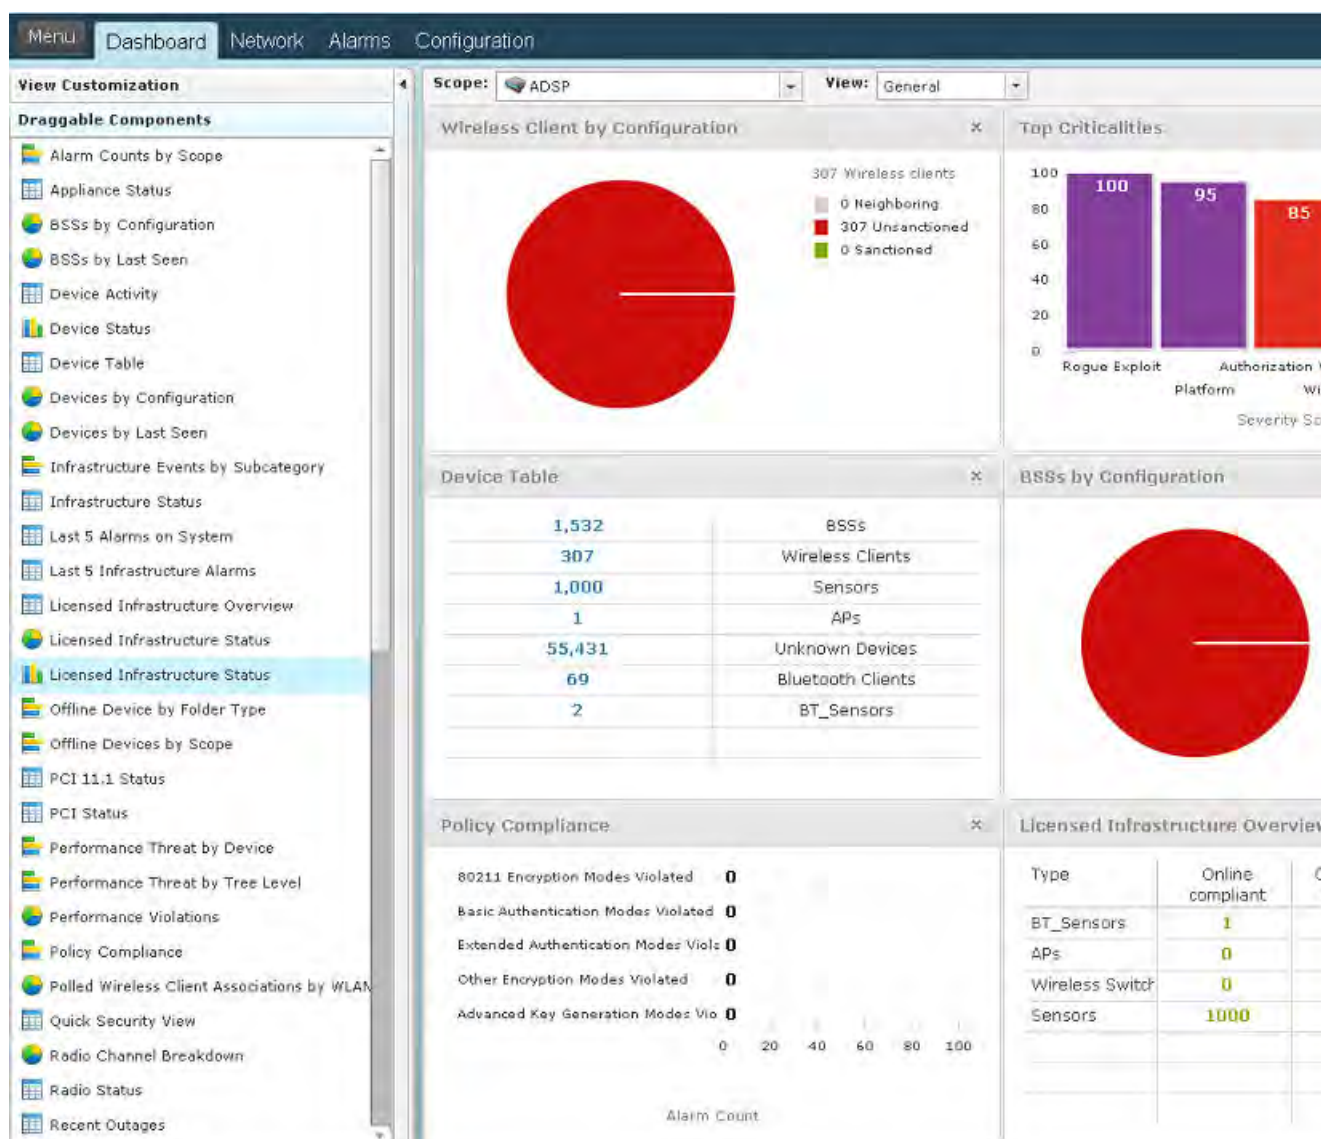 Menu Dashboard Network Alarms Configuration
View Customization
Draggable Components
Alarm Counts by Scope
Appliance Status
BSSs by Configuration
BSSs by Last Seen
Device Activity
Device Status
Device Table
Devices by Configuration
Devices by Last Seen
Infrastructure Events by Subcategory
Infrastructure Status
Last 5 Alarms on System
Last 5 Infrastructure Alarms
Licensed Infrastructure Overview
Licensed Infrastructure Status
Licensed Infrastructure Status
Offline Device by Folder Type
Offline Devices by Scope
PCI 11.1 Status
PCI Status
Performance Threat by Device
Performance Threat by Tree Level
Performance Violations
Policy Compliance
Polled Wireless Client Associations by WLAN
Quick Security View
Radio Channel Breakdown
Radio Status
Recent Outages
Scope: ADSP View: General
Wireless Client by Configuration
307 Wireless clients
0 Neighboring
307 Unsanctioned
0 Sanctioned
Top Criticalities
100
80
60
40
20
0
100 95 85
Rogue Exploit Authorization
Platform Wi
Severity Sc
Device Table
1,532 BSSs
307 Wireless Clients
1,000 Sensors
1 APs
55,431 Unknown Devices
69 Bluetooth Clients
2 BT_Sensors
BSSs by Configuration
Policy Compliance
80211 Encryption Modes Violated 0
Basic Authentication Modes Violated 0
Extended Authentication Modes Viola 0
Other Encryption Modes Violated 0
Advanced Key Generation Modes Vio 0
0 20 40 60 80 100
Alarm Count
Licensed Infrastructure Overview
Type Online
compliant
BT_Sensors 1
APs 0
Wireless Switch 0
Sensors 1000